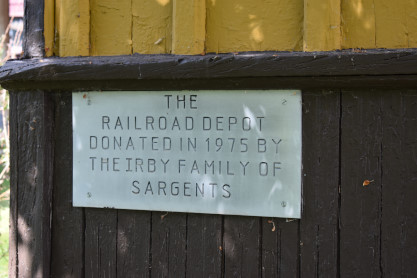 THE
RAILROAD DEPOT
DONATED IN 1975 BY
THE IRBY FAMILY OF
SARGENTS